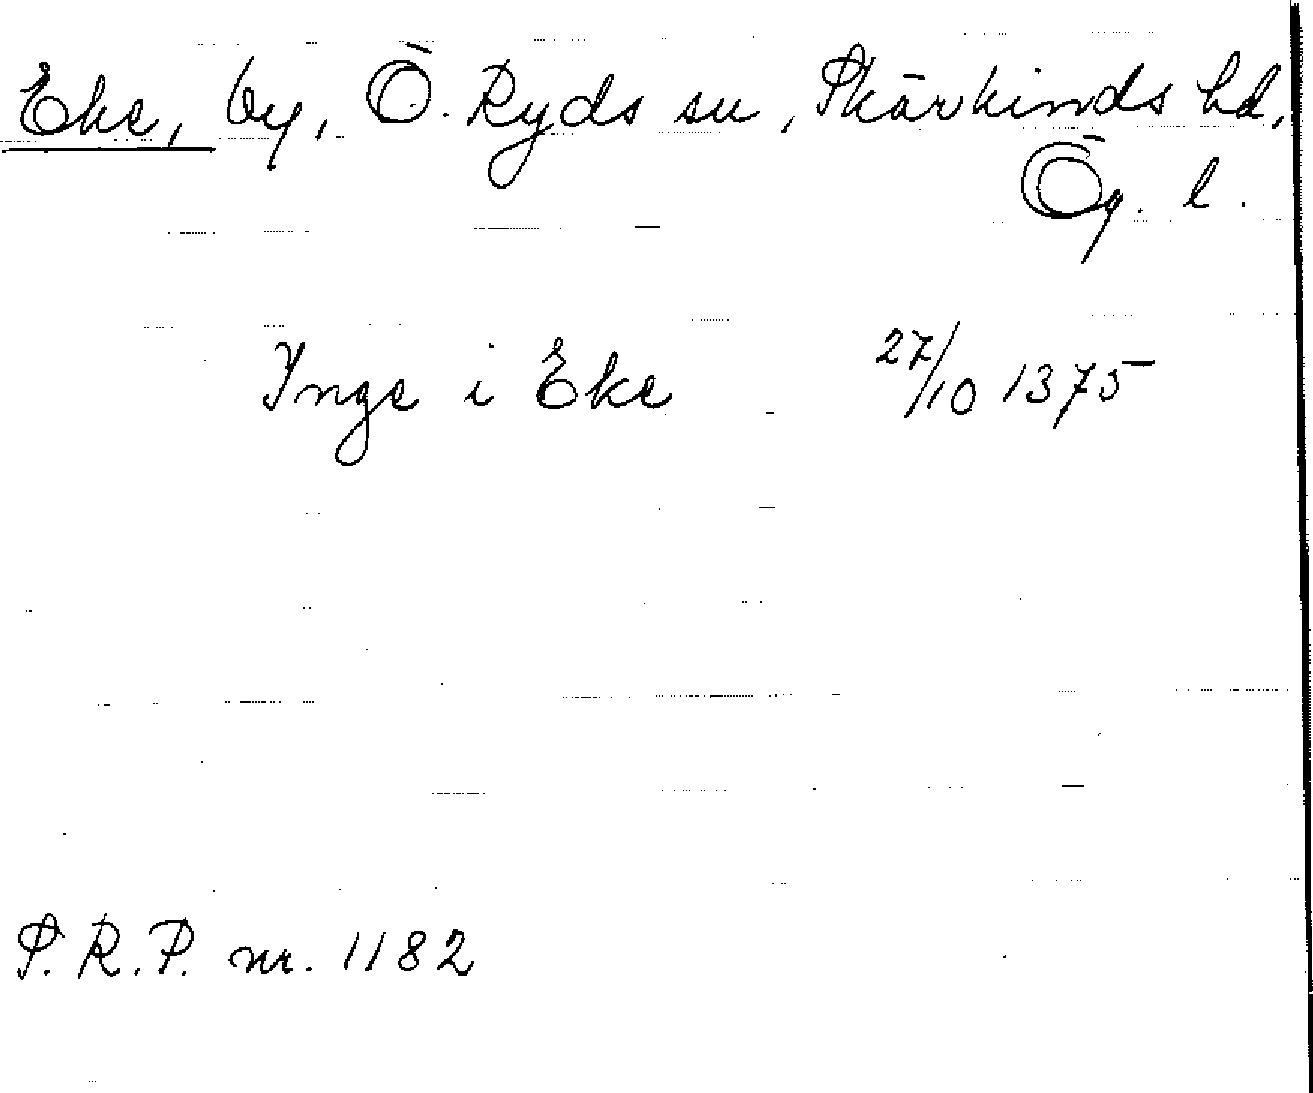 Eke, by, Ö. Ryds sn, Skärkinds hd,
Ög. l.
Inge i Eke 27/10 1375
S.R.P. nr. 1182